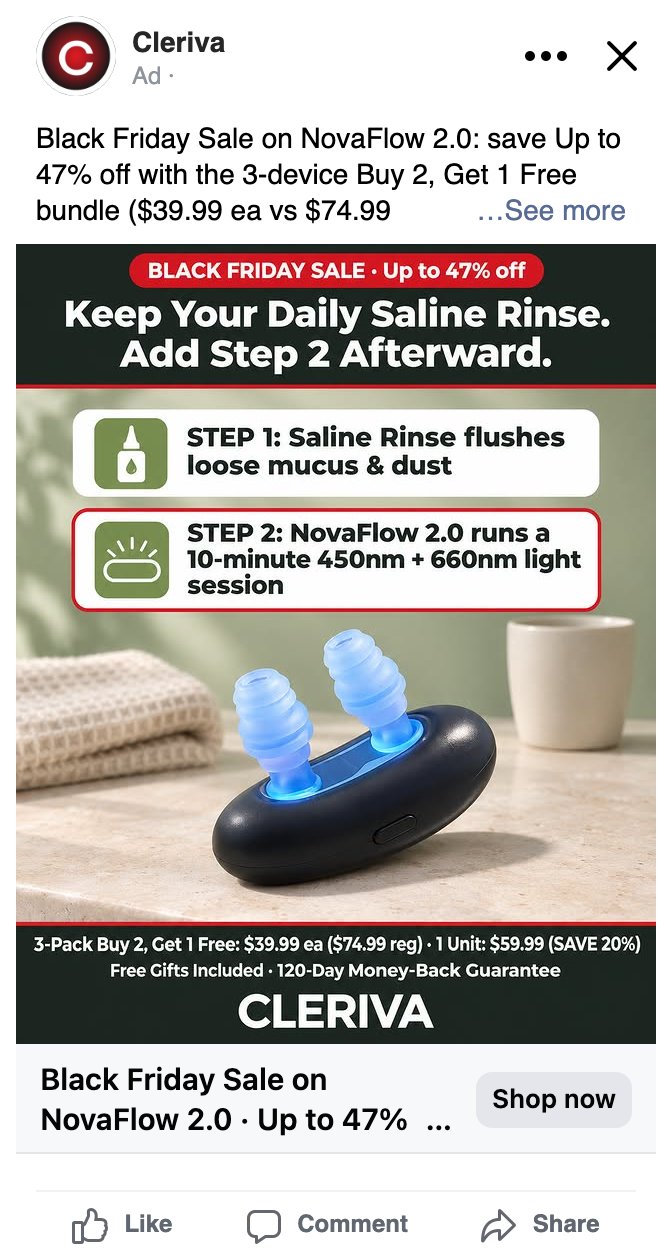 Cleriva
Ad ·
Black Friday Sale on NovaFlow 2.0: save Up to
47% off with the 3-device Buy 2, Get 1 Free
bundle ($39.99 ea vs $74.99 ...See more
BLACK FRIDAY SALE · Up to 47% off
Keep Your Daily Saline Rinse.
Add Step 2 Afterward.
STEP 1: Saline Rinse flushes
loose mucus & dust
STEP 2: NovaFlow 2.0 runs a
10-minute 450nm + 660nm light
session
3-Pack Buy 2, Get 1 Free: $39.99 ea ($74.99 reg) · 1 Unit: $59.99 (SAVE 20%)
Free Gifts Included · 120-Day Money-Back Guarantee
CLERIVA
Black Friday Sale on
NovaFlow 2.0 · Up to 47% ...
Shop now
Like Comment Share